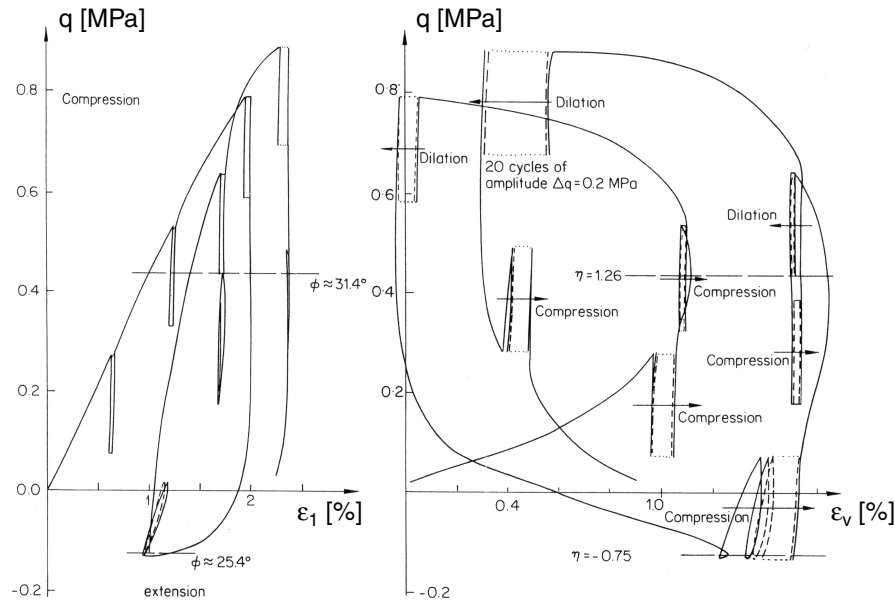 q [MPa]
0.8
Compression
0.6
0.4
ϕ≈31.4°
0.2
0.0
1
2
ε₁ [%]
ϕ≈25.4°
-0.2
extension
q [MPa]
0.8
Dilation
Dilation
20 cycles of
amplitude Δq=0.2 MPa
0.6
Dilation
η=1.26
0.4
Compression
Compression
Compression
0.2
Compression
0.4
1.0
Compression
εᵥ [%]
η=-0.75
-0.2